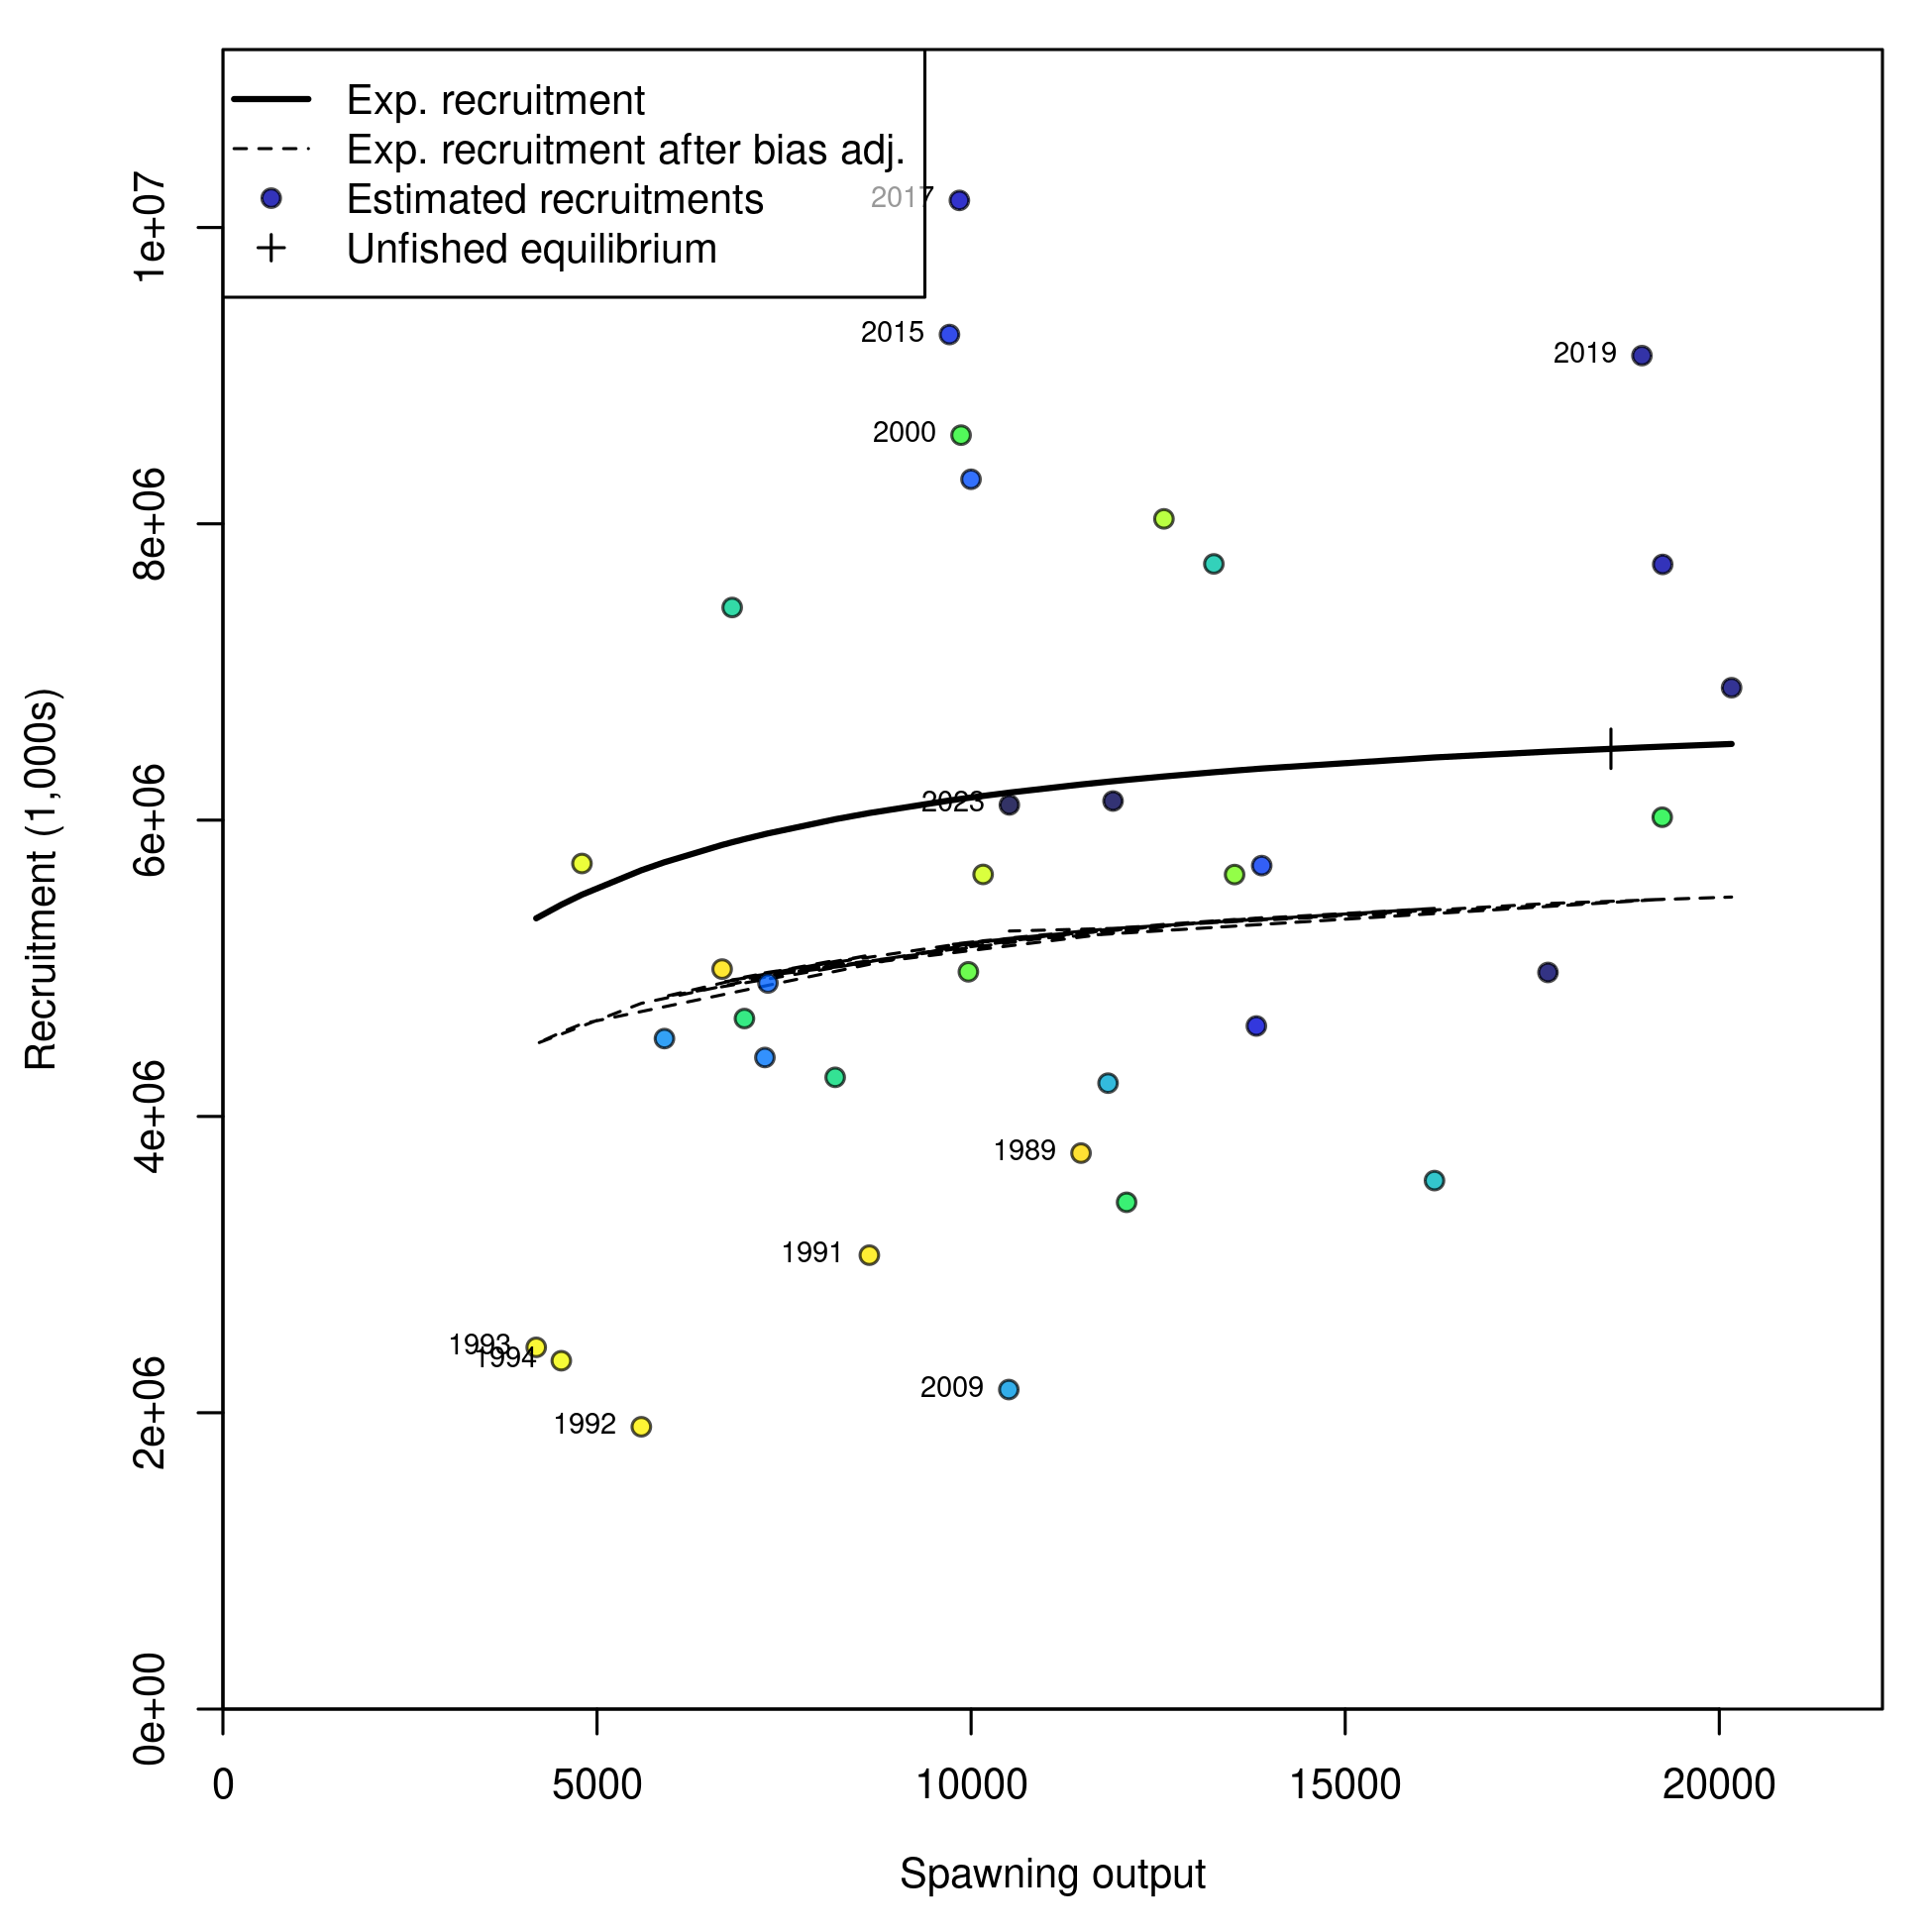 Exp. recruitment
Exp. recruitment after bias adj.
Estimated recruitments
Unfished equilibrium
2017
2015
2019
2000
2023
1989
1991
1993
1994
2009
1992
Recruitment (1,000s)
1e+07
8e+06
6e+06
4e+06
2e+06
0e+00
0
5000
10000
15000
20000
Spawning output